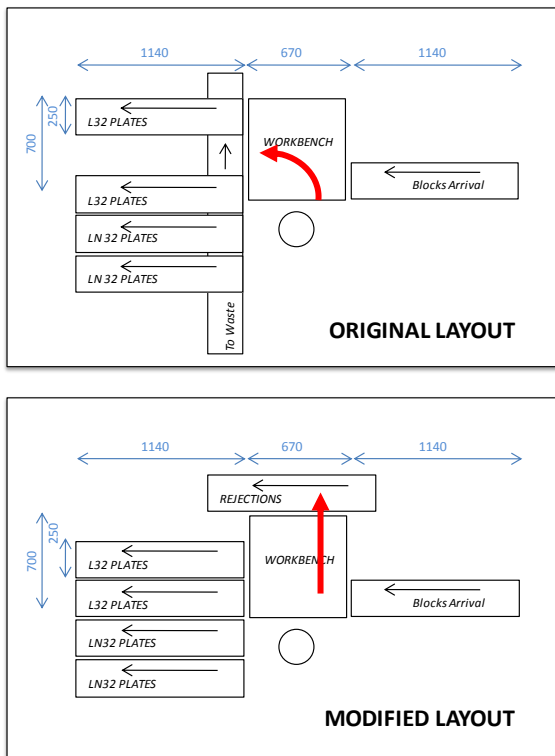 1140
670
1140
700
250
L32 PLATES
WORKBENCH
L32 PLATES
Blocks Arrival
LN 32 PLATES
LN 32 PLATES
To Waste
ORIGINAL LAYOUT
1140
670
1140
REJECTIONS
700
250
L32 PLATES
WORKBENCH
L32 PLATES
Blocks Arrival
LN32 PLATES
LN32 PLATES
MODIFIED LAYOUT